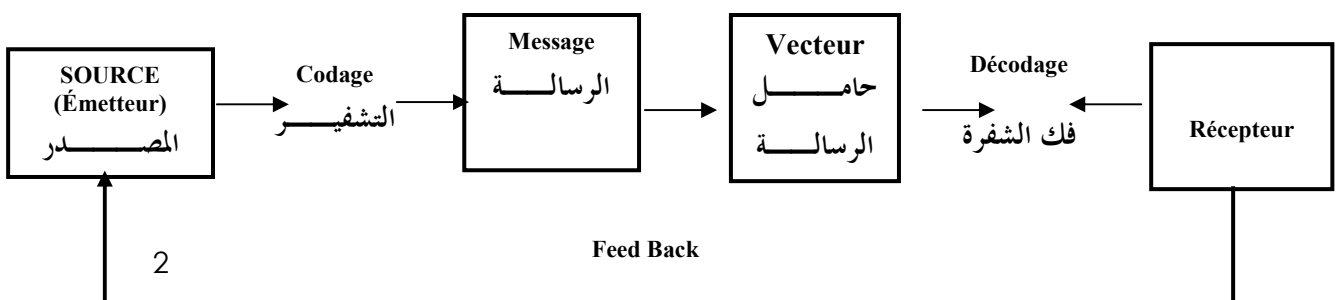 SOURCE
(Émetteur)
المصدر
Codage
التشفير
Message
الرسالة
Vecteur
حامل
الرسالة
Décodage
فك الشفرة
Récepteur
Feed Back
2